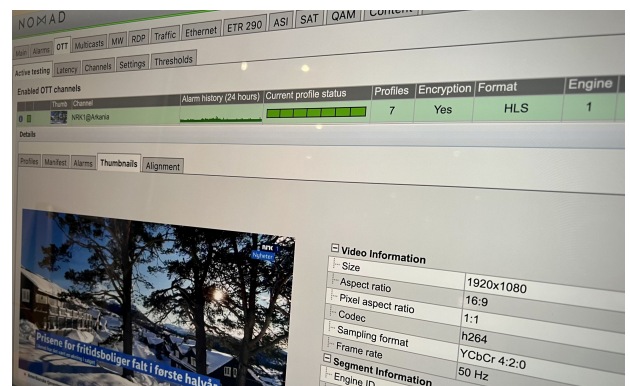 NOMAD
Main Alarms OTT Multicasts MW RDP Traffic Ethernet ETR 290 ASI SAT QAM Content
Active testing Latency Channels Settings Thresholds
Enabled OTT channels
Thumb Channel Alarm history (24 hours) Current profile status Profiles Encryption Format Engine
NRK1@Arkania 7 Yes HLS 1
Details
Profiles Manifest Alarms Thumbnails Alignment
nrk 1
Nyheter
Prisene for fritidsboliger falt i første halvår
Video Information
Size 1920x1080
Aspect ratio 16:9
Pixel aspect ratio 1:1
Codec h264
Sampling format YCbCr 4:2:0
Frame rate 50 Hz
Segment Information
Engine ID